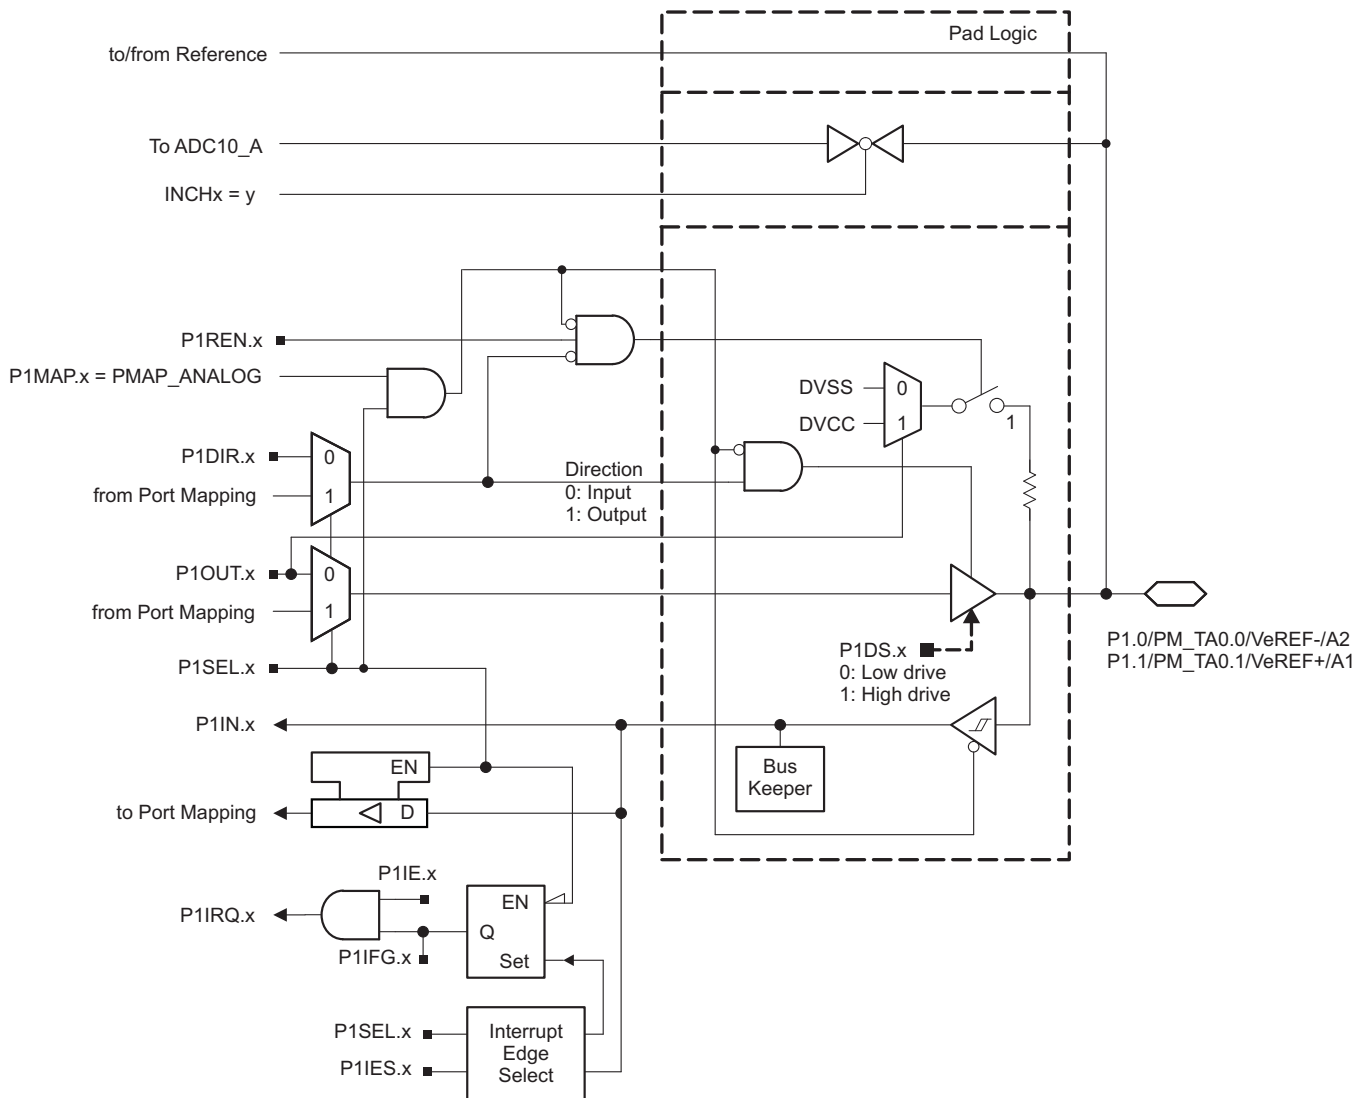 Pad Logic
to/from Reference
To ADC10_A
INCHx = y
P1REN.x
P1MAP.x = PMAP_ANALOG
DVSS
0
DVCC
1
1
P1DIR.x
0
from Port Mapping
1
Direction
0: Input
1: Output
P1OUT.x
0
from Port Mapping
1
P1.0/PM_TA0.0/VeREF-/A2
P1.1/PM_TA0.1/VeREF+/A1
P1DS.x
0: Low drive
1: High drive
P1SEL.x
P1IN.x
EN
Bus
Keeper
to Port Mapping
D
P1IE.x
EN
P1IRQ.x
Q
P1IFG.x
Set
P1SEL.x
P1IES.x
Interrupt
Edge
Select